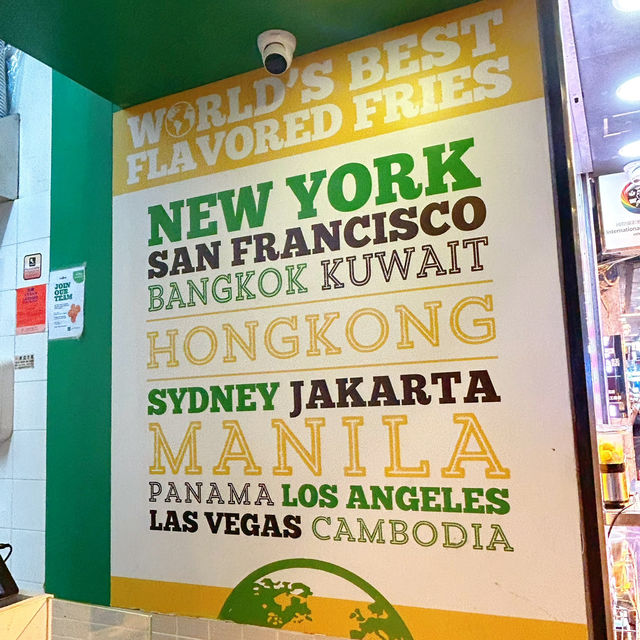 WORLD'S BEST
FLAVORED FRIES
NEW YORK
SAN FRANCISCO
BANGKOK KUWAIT
HONGKONG
SYDNEY JAKARTA
MANILA
PANAMA LOS ANGELES
LAS VEGAS CAMBODIA
JOIN
OUR
TEAM
International